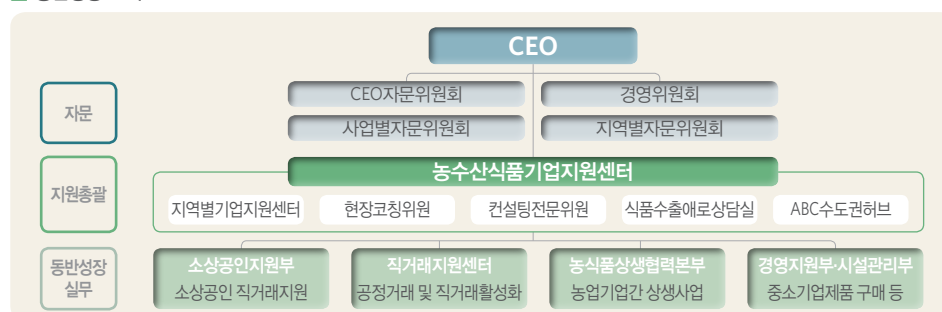 CEO
자문
CEO자문위원회
경영위원회
사업별자문위원회
지역별자문위원회
지원총괄
농수산식품기업지원센터
지역별기업지원센터
현장코칭위원
컨설팅전문위원
식품수출애로상담실
ABC수도권허브
동반성장
실무
소상공인지원부
소상공인 직거래지원
직거래지원센터
공정거래 및 직거래활성화
농식품상생협력본부
농업기업간 상생사업
경영지원부·시설관리부
중소기업제품 구매 등